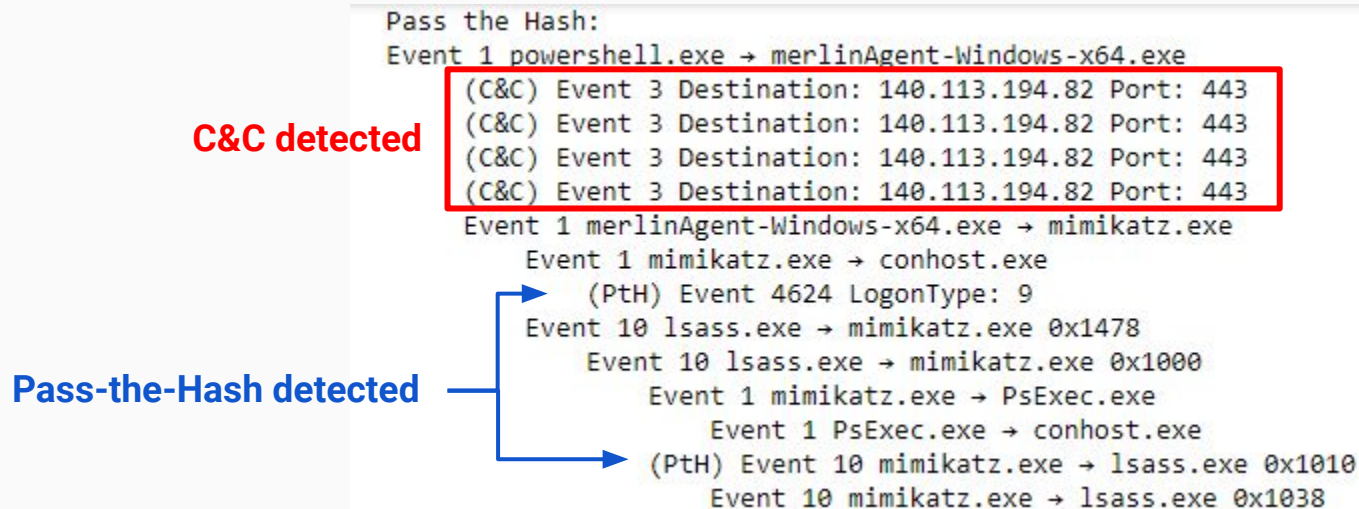 Pass the Hash:
Event 1 powershell.exe → merlinAgent-Windows-x64.exe
(C&C) Event 3 Destination: 140.113.194.82 Port: 443
(C&C) Event 3 Destination: 140.113.194.82 Port: 443
C&C detected
(C&C) Event 3 Destination: 140.113.194.82 Port: 443
(C&C) Event 3 Destination: 140.113.194.82 Port: 443
Event 1 merlinAgent-Windows-x64.exe → mimikatz.exe
Event 1 mimikatz.exe → conhost.exe
(PtH) Event 4624 LogonType: 9
Event 10 lsass.exe → mimikatz.exe 0x1478
Event 10 lsass.exe → mimikatz.exe 0x1000
Pass-the-Hash detected
Event 1 mimikatz.exe → PsExec.exe
Event 1 PsExec.exe → conhost.exe
(PtH) Event 10 mimikatz.exe → lsass.exe 0x1010
Event 10 mimikatz.exe → lsass.exe 0x1038